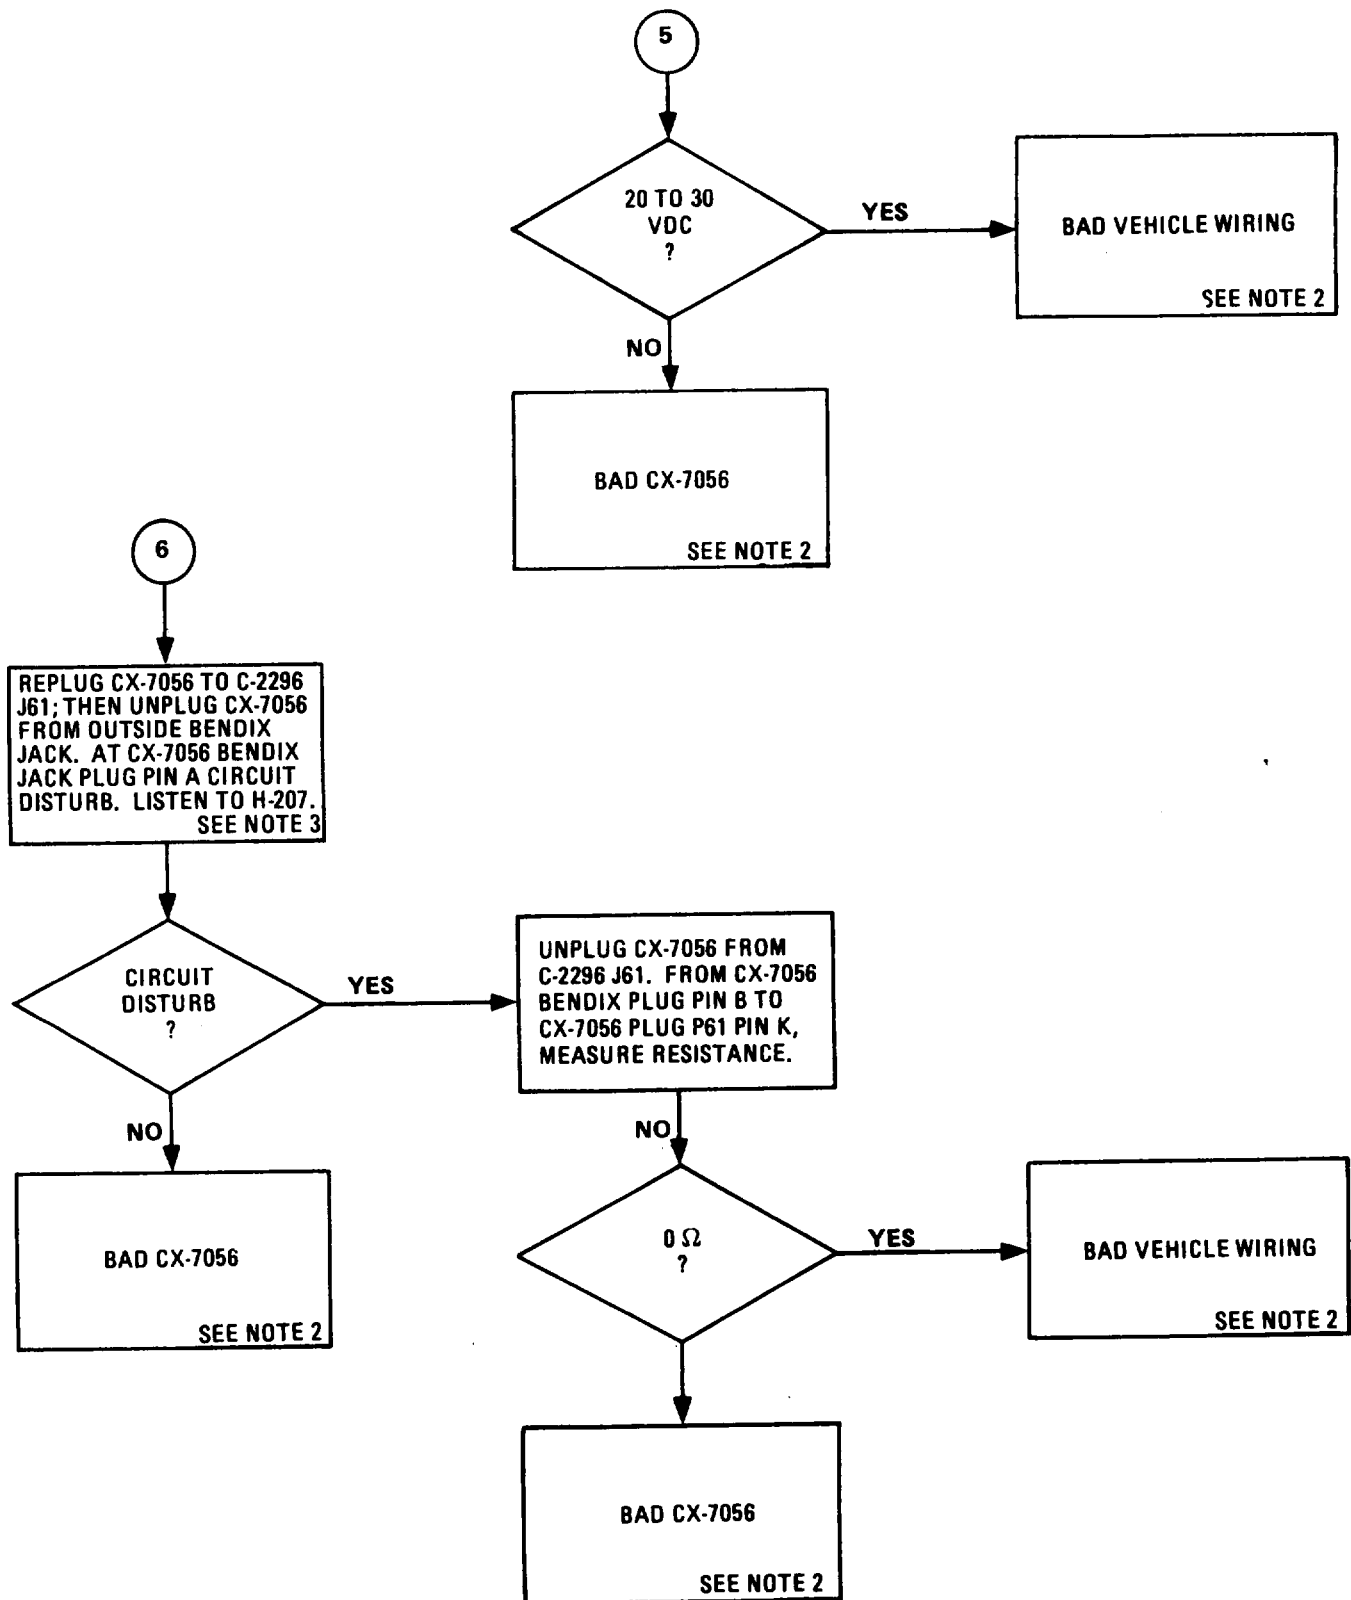 5
20 TO 30
VDC
?
YES
BAD VEHICLE WIRING
SEE NOTE 2
NO
BAD CX-7056
SEE NOTE 2
6
REPLUG CX-7056 TO C-2296
J61; THEN UNPLUG CX-7056
FROM OUTSIDE BENDIX
JACK. AT CX-7056 BENDIX
JACK PLUG PIN A CIRCUIT
DISTURB. LISTEN TO H-207.
SEE NOTE 3
CIRCUIT
DISTURB
?
YES
UNPLUG CX-7056 FROM
C-2296 J61. FROM CX-7056
BENDIX PLUG PIN B TO
CX-7056 PLUG P61 PIN K,
MEASURE RESISTANCE.
NO
BAD CX-7056
SEE NOTE 2
NO
0 Ω
?
YES
BAD VEHICLE WIRING
SEE NOTE 2
BAD CX-7056
SEE NOTE 2